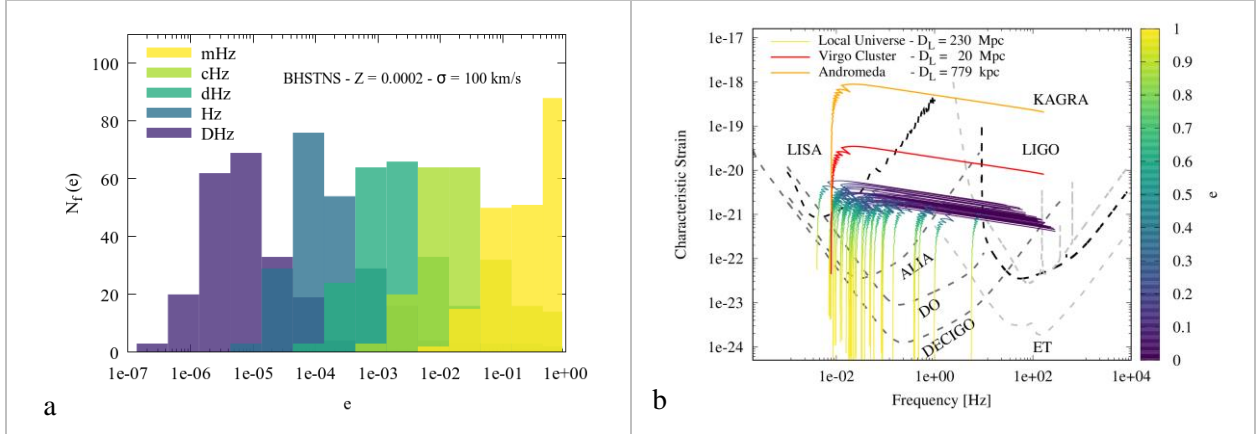 mHz
cHz
dHz
Hz
DHz
BHSTNS - Z = 0.0002 - σ = 100 km/s
N_f (e)
100
80
60
40
20
0
1e-07 1e-06 1e-05 1e-04 1e-03 1e-02 1e-01 1e+00
e
a
Local Universe - D_L = 230 Mpc
Virgo Cluster - D_L = 20 Mpc
Andromeda - D_L = 779 kpc
KAGRA
LISA
LIGO
ALIA
DO
DECIGO
ET
Characteristic Strain
1e-17
1e-18
1e-19
1e-20
1e-21
1e-22
1e-23
1e-24
1e-02 1e+00 1e+02 1e+04
Frequency [Hz]
1
0.9
0.8
0.7
0.6
0.5
0.4
0.3
0.2
0.1
0
e
b